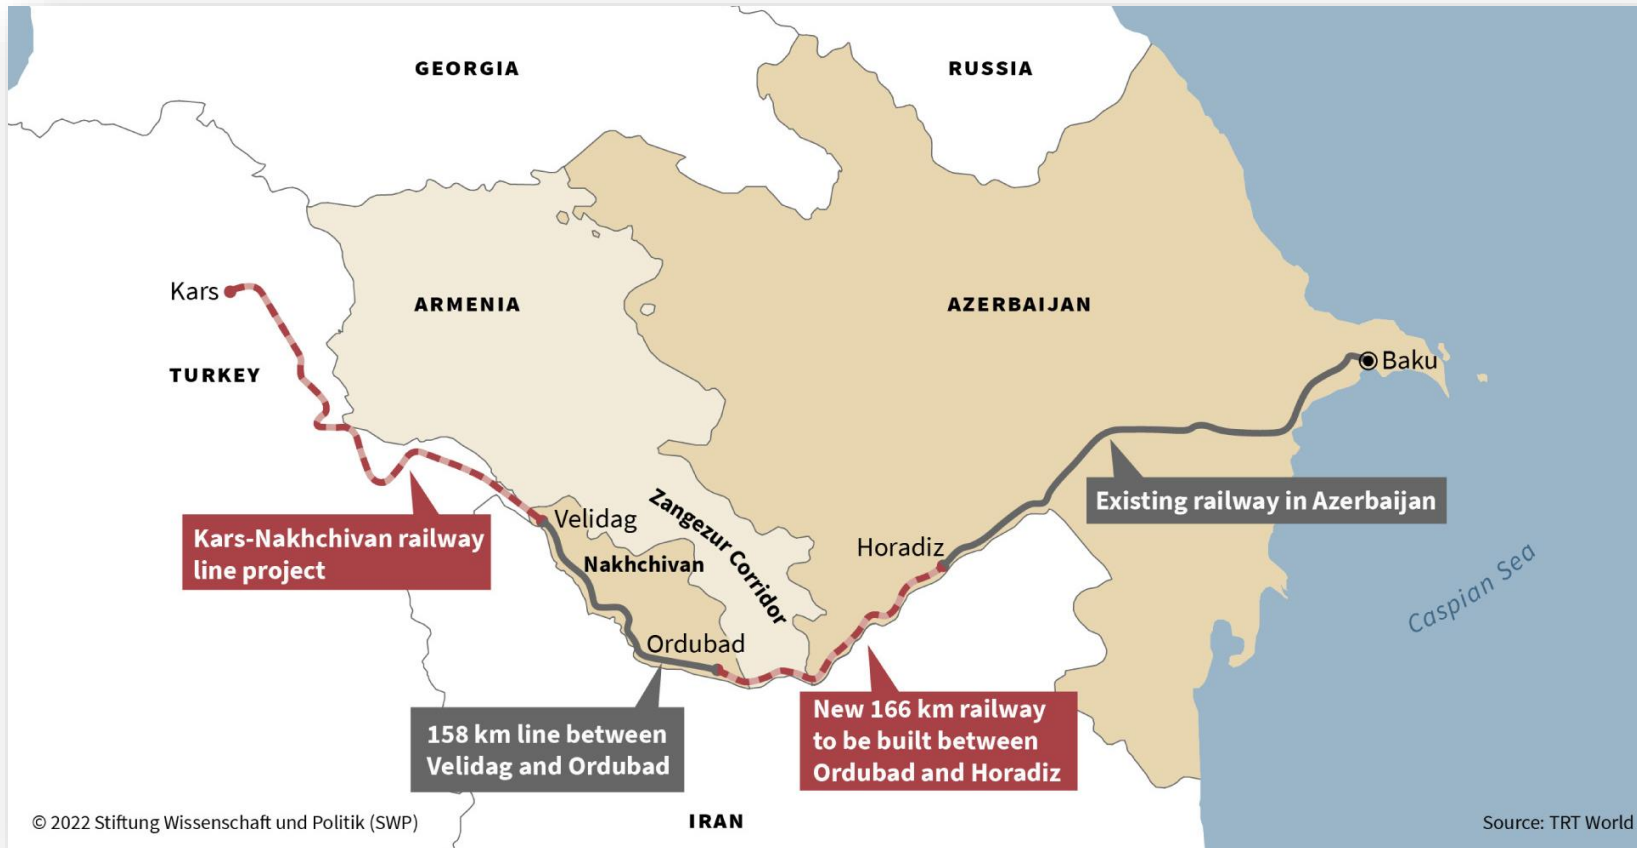 GEORGIA
RUSSIA
Kars
ARMENIA
AZERBAIJAN
TURKEY
Baku
Existing railway in Azerbaijan
Zangezur Corridor
Velidag
Kars-Nakhchivan railway
line project
Nakhchivan
Horadiz
Caspian Sea
Ordubad
158 km line between
Velidag and Ordubad
New 166 km railway
to be built between
Ordubad and Horadiz
© 2022 Stiftung Wissenschaft und Politik (SWP)
IRAN
Source: TRT World